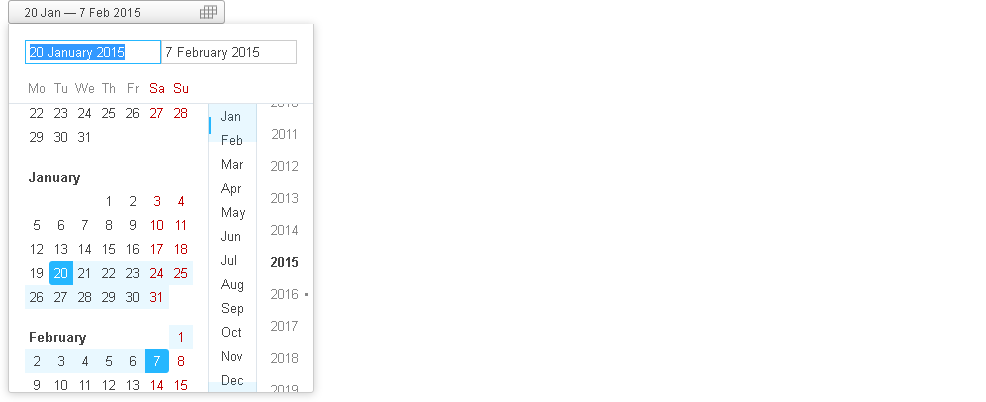 20 Jan — 7 Feb 2015
20 January 2015 7 February 2015
Mo Tu We Th Fr Sa Su
22 23 24 25 26 27 28
29 30 31
January
1 2 3 4
5 6 7 8 9 10 11
12 13 14 15 16 17 18
19 20 21 22 23 24 25
26 27 28 29 30 31
February 1
2 3 4 5 6 7 8
9 10 11 12 13 14 15
Jan
Feb
Mar
Apr
May
Jun
Jul
Aug
Sep
Oct
Nov
Dec
2010
2011
2012
2013
2014
2015
2016
2017
2018
2019